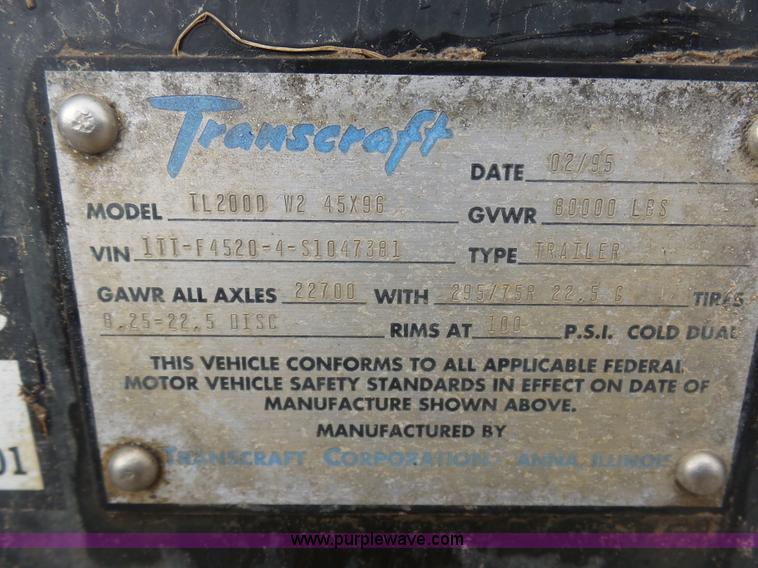 Transcraft
DATE 02/95
MODEL TL2000 W2 45X96 GVWR 80000 LBS
VIN 1TT-F4520-4-S1047381 TYPE TRAILER
GAWR ALL AXLES 22700 WITH 295/75R 22.5 G TIRES
8.25-22.5 DISC RIMS AT 100 P.S.I. COLD DUAL
THIS VEHICLE CONFORMS TO ALL APPLICABLE FEDERAL
MOTOR VEHICLE SAFETY STANDARDS IN EFFECT ON DATE OF
MANUFACTURE SHOWN ABOVE.
MANUFACTURED BY
TRANSCRAFT CORPORATION ANNA, ILLINOIS
01
www.purplewave.com